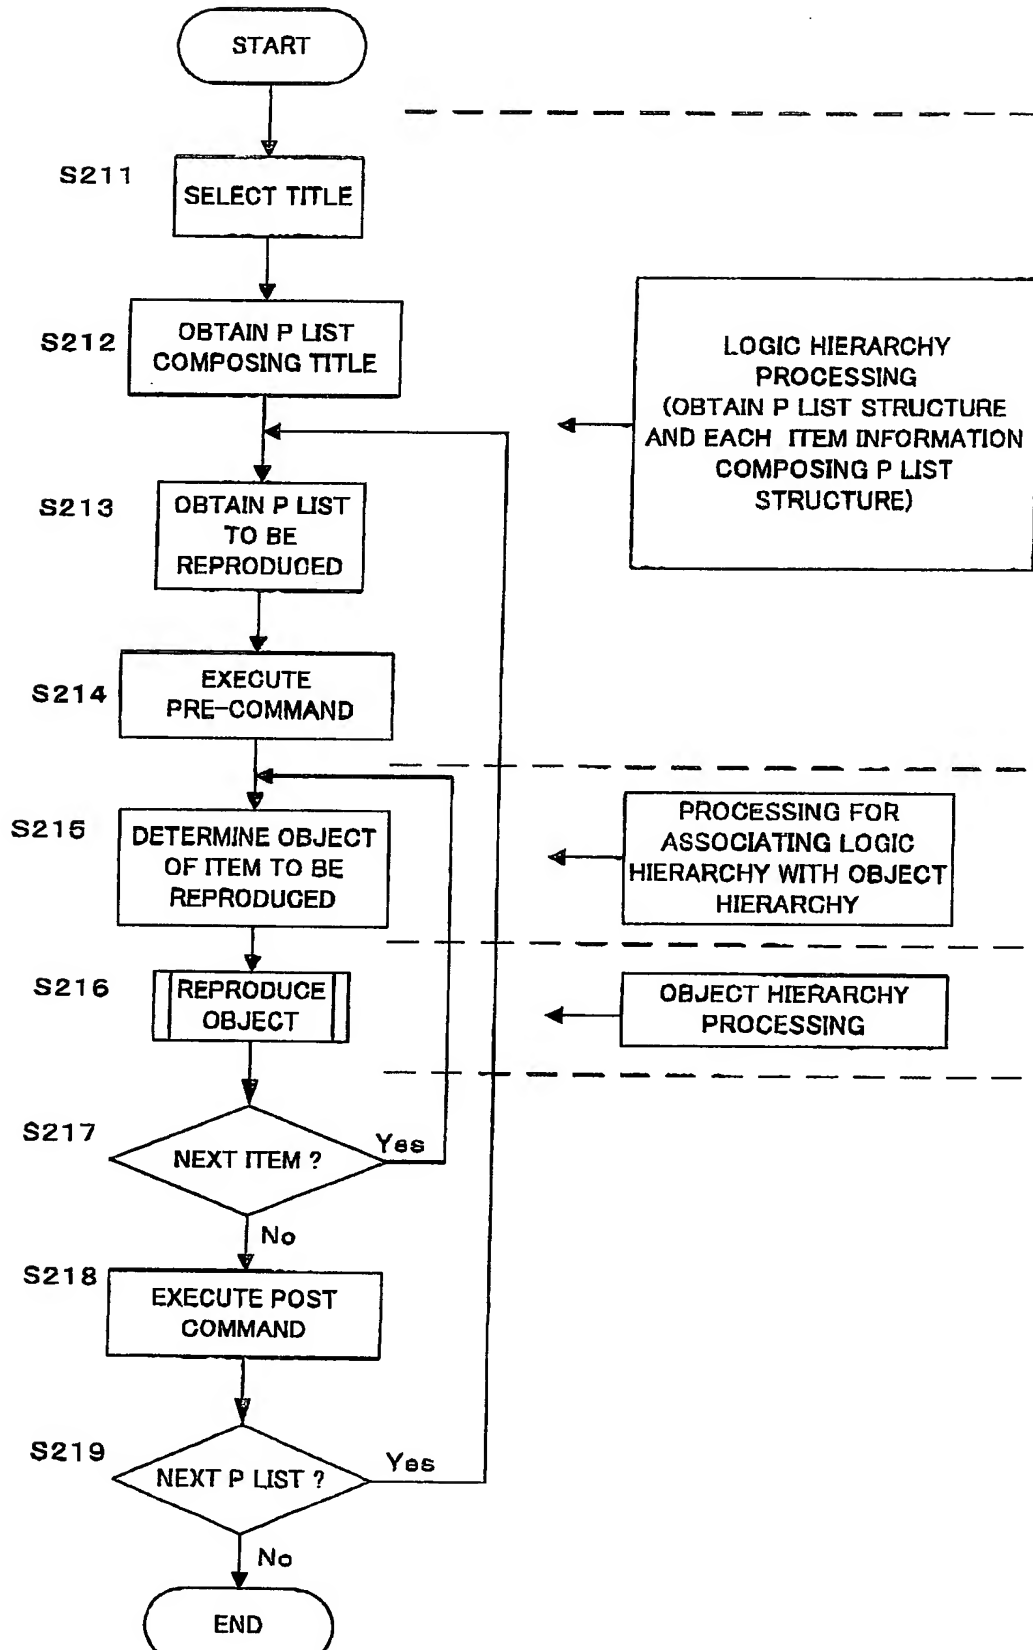 START
S211
SELECT TITLE
S212
OBTAIN P LIST
COMPOSING TITLE
LOGIC HIERARCHY
PROCESSING
(OBTAIN P LIST STRUCTURE
AND EACH ITEM INFORMATION
COMPOSING P LIST
STRUCTURE)
S213
OBTAIN P LIST
TO BE
REPRODUCED
S214
EXECUTE
PRE-COMMAND
S215
DETERMINE OBJECT
OF ITEM TO BE
REPRODUCED
PROCESSING FOR
ASSOCIATING LOGIC
HIERARCHY WITH OBJECT
HIERARCHY
S216
REPRODUCE
OBJECT
OBJECT HIERARCHY
PROCESSING
S217
NEXT ITEM ?
Yes
No
S218
EXECUTE POST
COMMAND
S219
NEXT P LIST ?
Yes
No
END